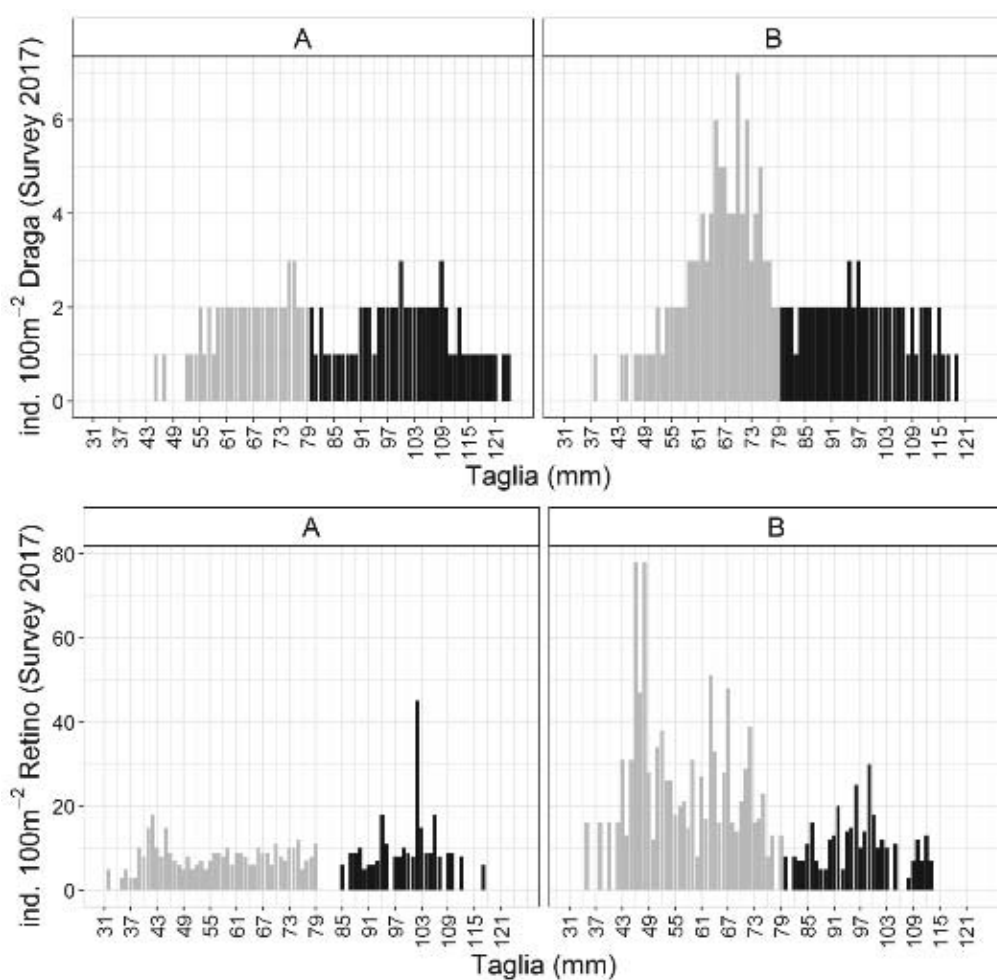 A B
ind. 100m⁻² Draga (Survey 2017)
6
4
2
0
31 37 43 49 55 61 67 73 79 85 91 97 103 109 115 121 31 37 43 49 55 61 67 73 79 85 91 97 103 109 115 121
Taglia (mm)
A B
ind. 100m⁻² Retino (Survey 2017)
80
60
40
20
0
31 37 43 49 55 61 67 73 79 85 91 97 103 109 115 121 31 37 43 49 55 61 67 73 79 85 91 97 103 109 115 121
Taglia (mm)